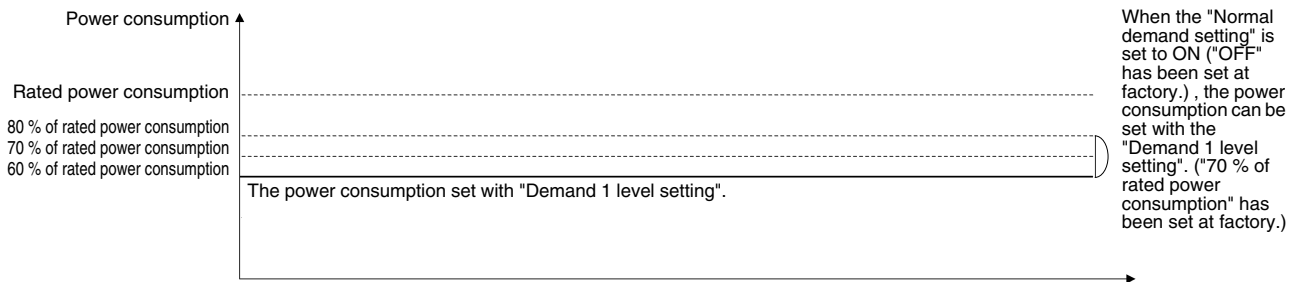 Power consumption
Rated power consumption
80 % of rated power consumption
70 % of rated power consumption
60 % of rated power consumption
The power consumption set with "Demand 1 level setting".
When the "Normal
demand setting" is
set to ON ("OFF"
has been set at
factory.) , the power
consumption can be
set with the
"Demand 1 level
setting". ("70 % of
rated power
consumption" has
been set at factory.)